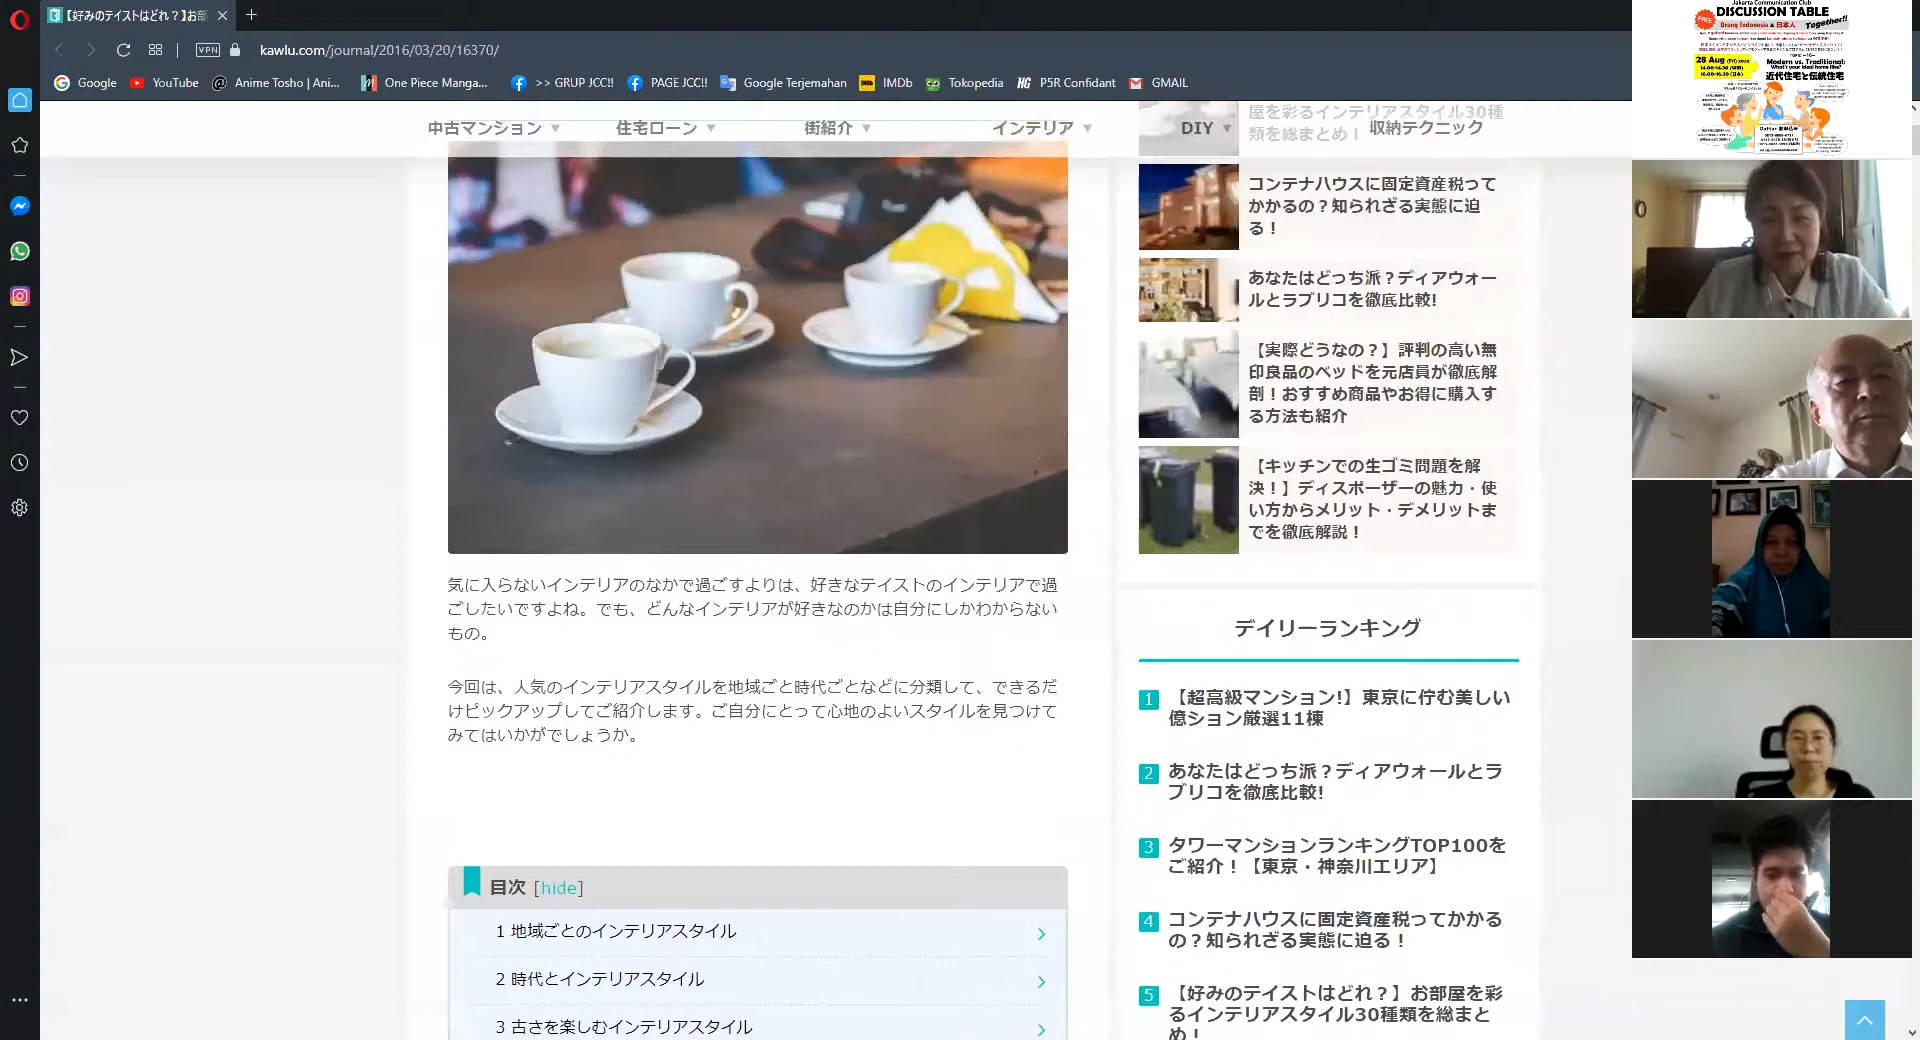 【好みのテイストはどれ？】お部
kawlu.com/journal/2016/03/20/16370/
VPN
Google
YouTube
Anime Tosho | Ani...
One Piece Manga...
>> GRUP JCC!!
PAGE JCC!!
Google Terjemahan
IMDb
Tokopedia
P5R Confidant
GMAIL
中古マンション
住宅ローン
街紹介
インテリア
DIY
収納テクニック
屋を彩るインテリアスタイル30種
類を総まとめ！
コンテナハウスに固定資産税って
かかるの？知られざる実態に迫
る！
あなたはどっち派？ディアウォー
ルとラブリコを徹底比較!
【実際どうなの？】評判の高い無
印良品のベッドを元店員が徹底解
剖！おすすめ商品やお得に購入す
る方法も紹介
【キッチンでの生ゴミ問題を解
決！】ディスポーザーの魅力・使
い方からメリット・デメリットま
でを徹底解説！
気に入らないインテリアのなかで過ごすよりは、好きなテイストのインテリアで過
ごしたいですよね。でも、どんなインテリアが好きなのかは自分にしかわからない
もの。
今回は、人気のインテリアスタイルを地域ごと時代ごとなどに分類して、できるだ
けピックアップしてご紹介します。ご自分にとって心地のよいスタイルを見つけて
みてはいかがでしょうか。
目次 [hide]
1 地域ごとのインテリアスタイル
2 時代とインテリアスタイル
3 古さを楽しむインテリアスタイル
デイリーランキング
1 【超高級マンション!】東京に佇む美しい
億ション厳選11棟
2 あなたはどっち派？ディアウォールとラ
ブリコを徹底比較!
3 タワーマンションランキングTOP100を
ご紹介！【東京・神奈川エリア】
4 コンテナハウスに固定資産税ってかかる
の？知られざる実態に迫る！
5 【好みのテイストはどれ？】お部屋を彩
るインテリアスタイル30種類を総まと
め！
Jakarta Communication Club
DISCUSSION TABLE
FREE
Orang Indonesia & 日本人
Together!!
28 Aug (Fri) 2020
14.00-14.30 (WIB)
16.00-16.30 (日本)
Modern vs. Traditional:
What's your ideal home like?
近代住宅と伝統住宅